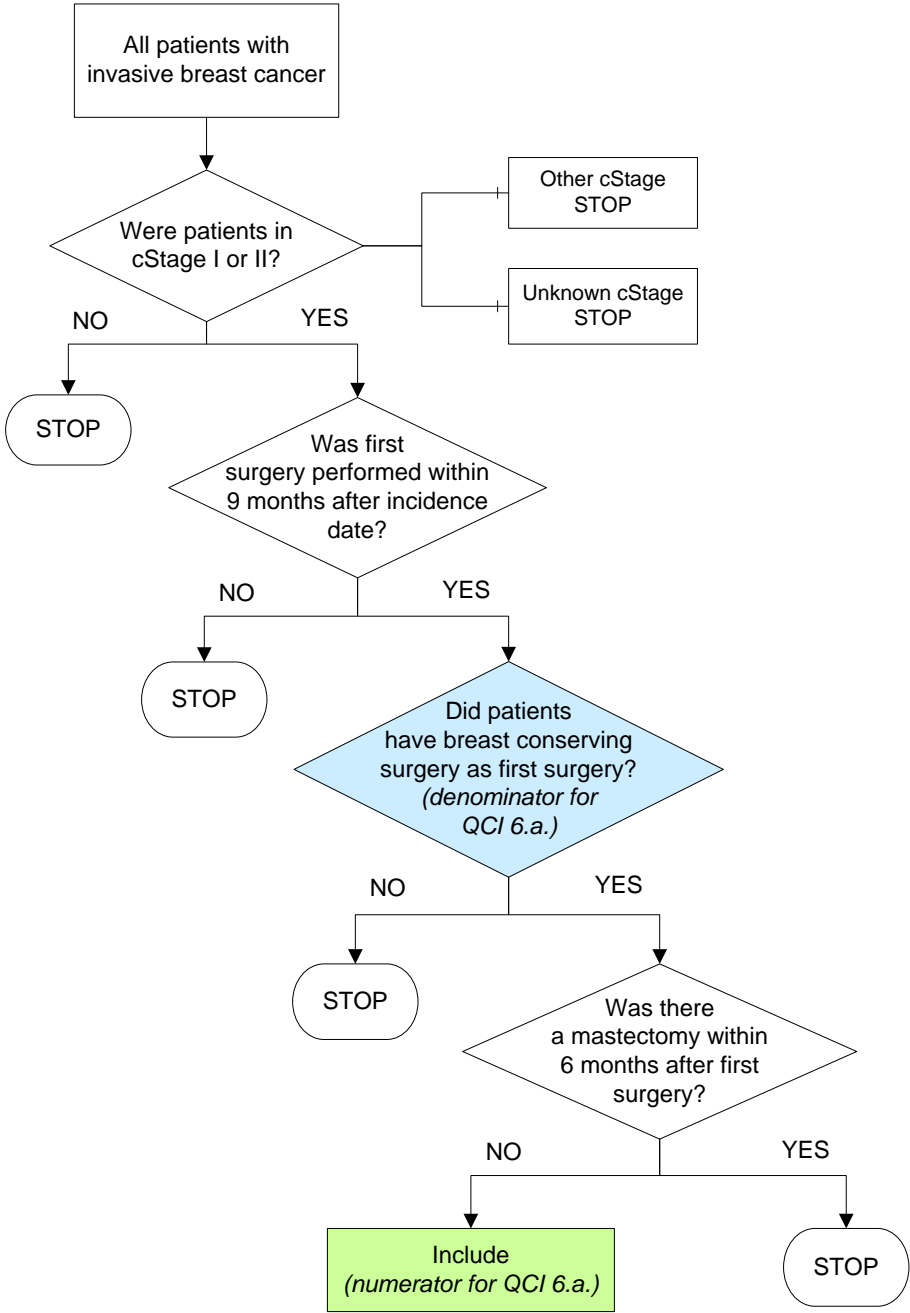 All patients with
invasive breast cancer
Other cStage
STOP
Were patients in
cStage I or II?
Unknown cStage
STOP
NO
YES
STOP
Was first
surgery performed within
9 months after incidence
date?
NO
YES
STOP
Did patients
have breast conserving
surgery as first surgery?
(denominator for
QCI 6.a.)
NO
YES
STOP
Was there
a mastectomy within
6 months after first
surgery?
NO
YES
Include
(numerator for QCI 6.a.)
STOP